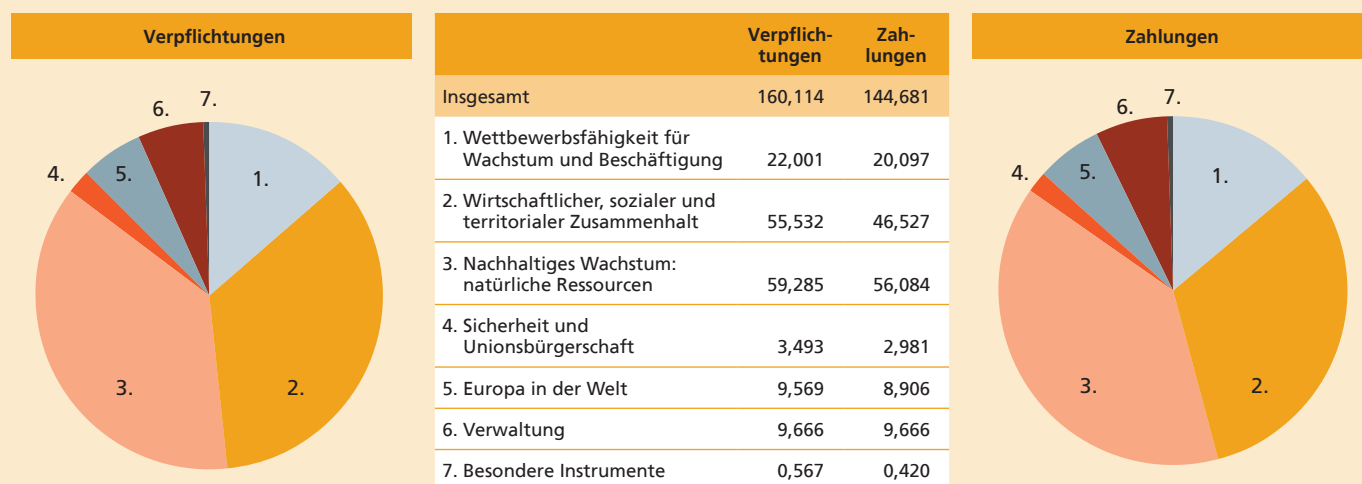 Verpflichtungen
6.
7.
4.
5.
1.
3.
2.
Verpflich-
tungen
Zah-
lungen
Insgesamt 160,114 144,681
1. Wettbewerbsfähigkeit für
Wachstum und Beschäftigung 22,001 20,097
2. Wirtschaftlicher, sozialer und
territorialer Zusammenhalt 55,532 46,527
3. Nachhaltiges Wachstum:
natürliche Ressourcen 59,285 56,084
4. Sicherheit und
Unionsbürgerschaft 3,493 2,981
5. Europa in der Welt 9,569 8,906
6. Verwaltung 9,666 9,666
7. Besondere Instrumente 0,567 0,420
Zahlungen
6.
7.
4.
5.
1.
3.
2.